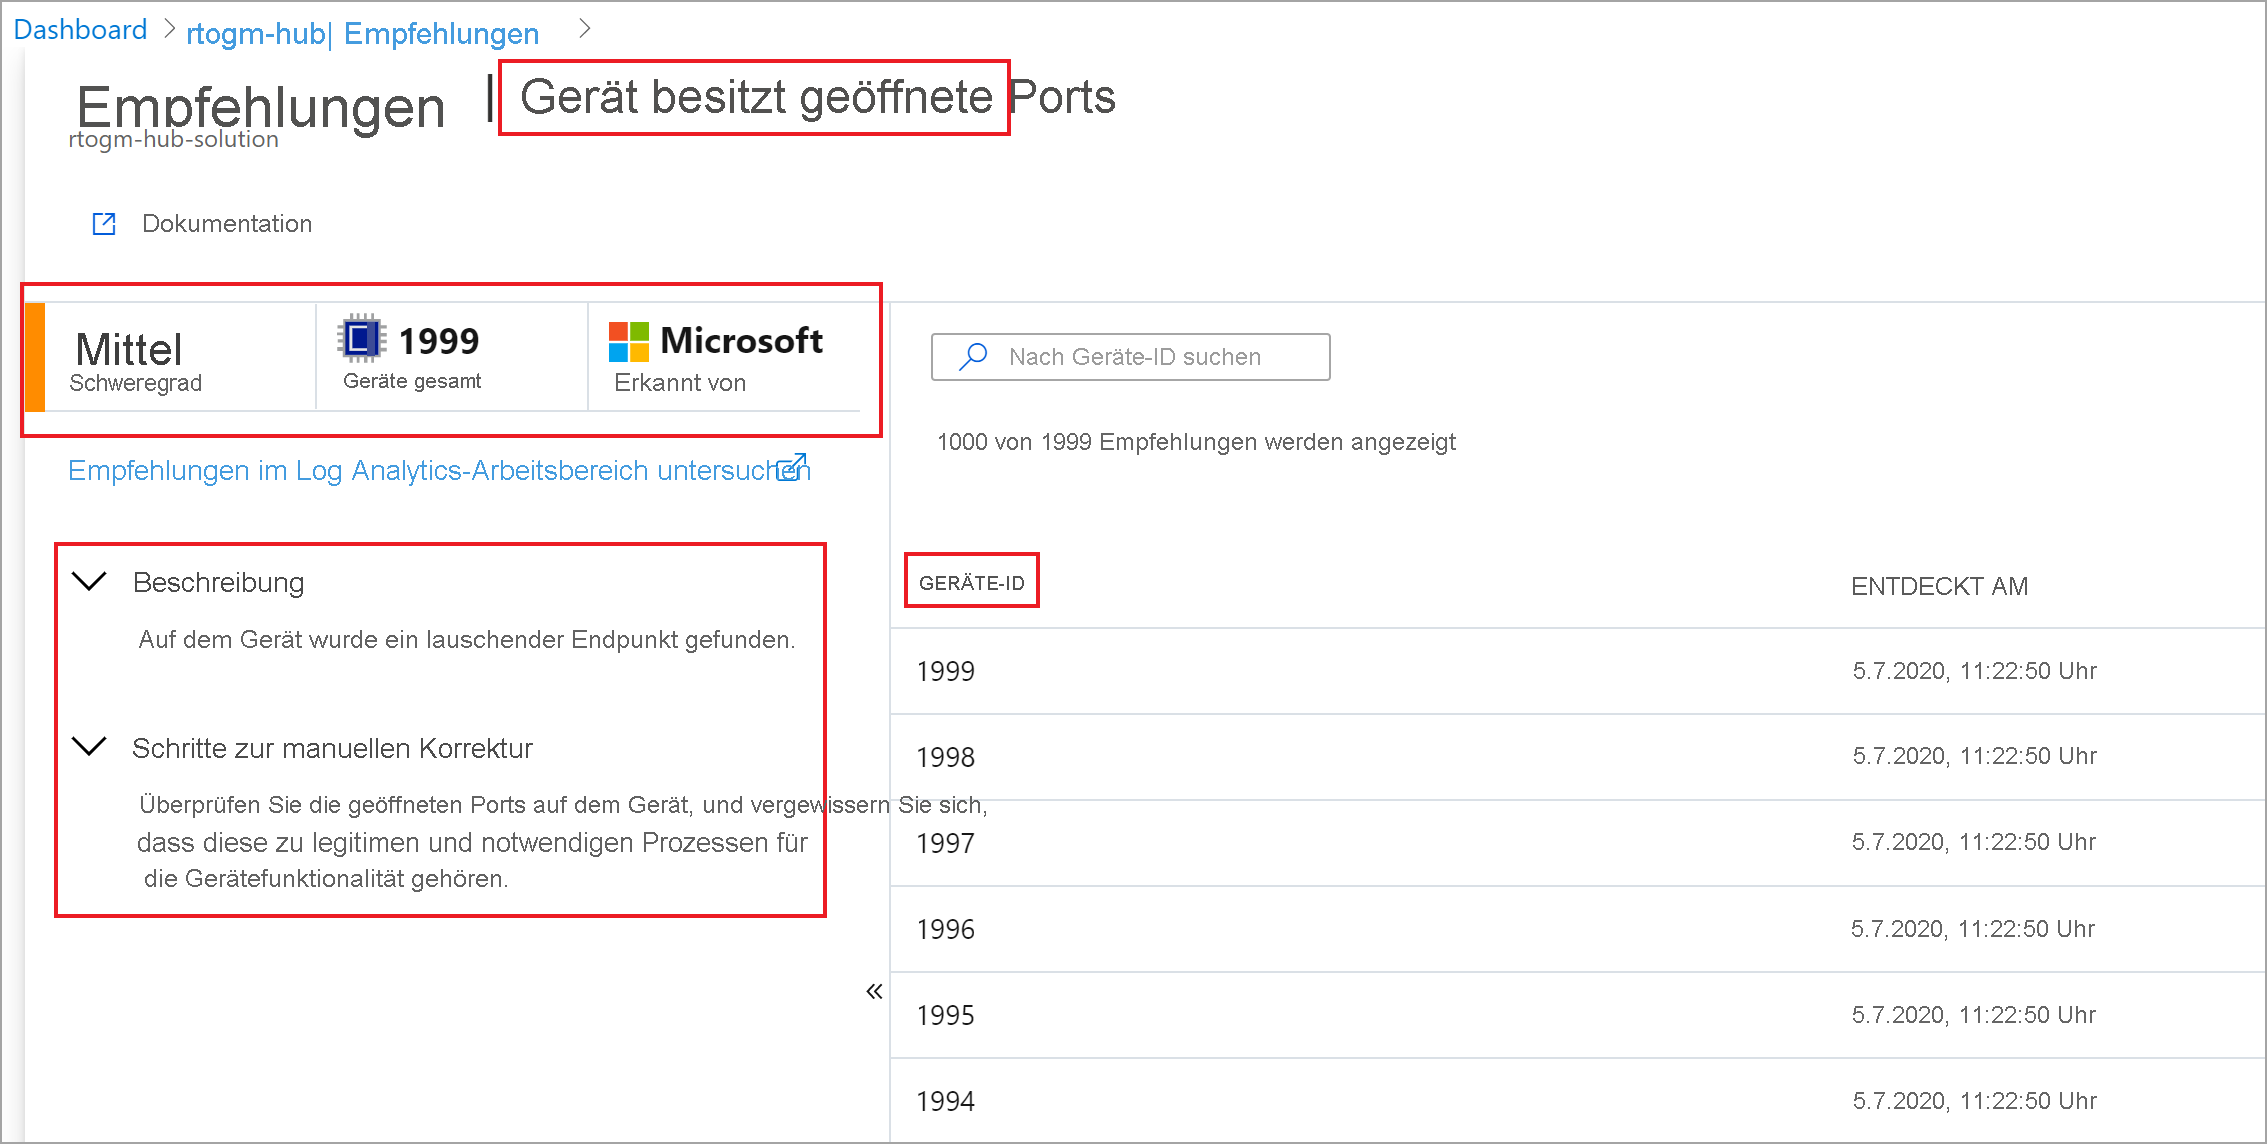 Dashboard > rtogm-hub| Empfehlungen >
Empfehlungen | Gerät besitzt geöffnete Ports
rtogm-hub-solution
Dokumentation
Mittel
Schweregrad
1999
Geräte gesamt
Microsoft
Erkannt von
Empfehlungen im Log Analytics-Arbeitsbereich untersuchen
Beschreibung
Auf dem Gerät wurde ein lauschender Endpunkt gefunden.
Schritte zur manuellen Korrektur
Überprüfen Sie die geöffneten Ports auf dem Gerät, und vergewissern Sie sich,
dass diese zu legitimen und notwendigen Prozessen für
die Gerätefunktionalität gehören.
«
Nach Geräte-ID suchen
1000 von 1999 Empfehlungen werden angezeigt
GERÄTE-ID ENTDECKT AM
1999 5.7.2020, 11:22:50 Uhr
1998 5.7.2020, 11:22:50 Uhr
1997 5.7.2020, 11:22:50 Uhr
1996 5.7.2020, 11:22:50 Uhr
1995 5.7.2020, 11:22:50 Uhr
1994 5.7.2020, 11:22:50 Uhr